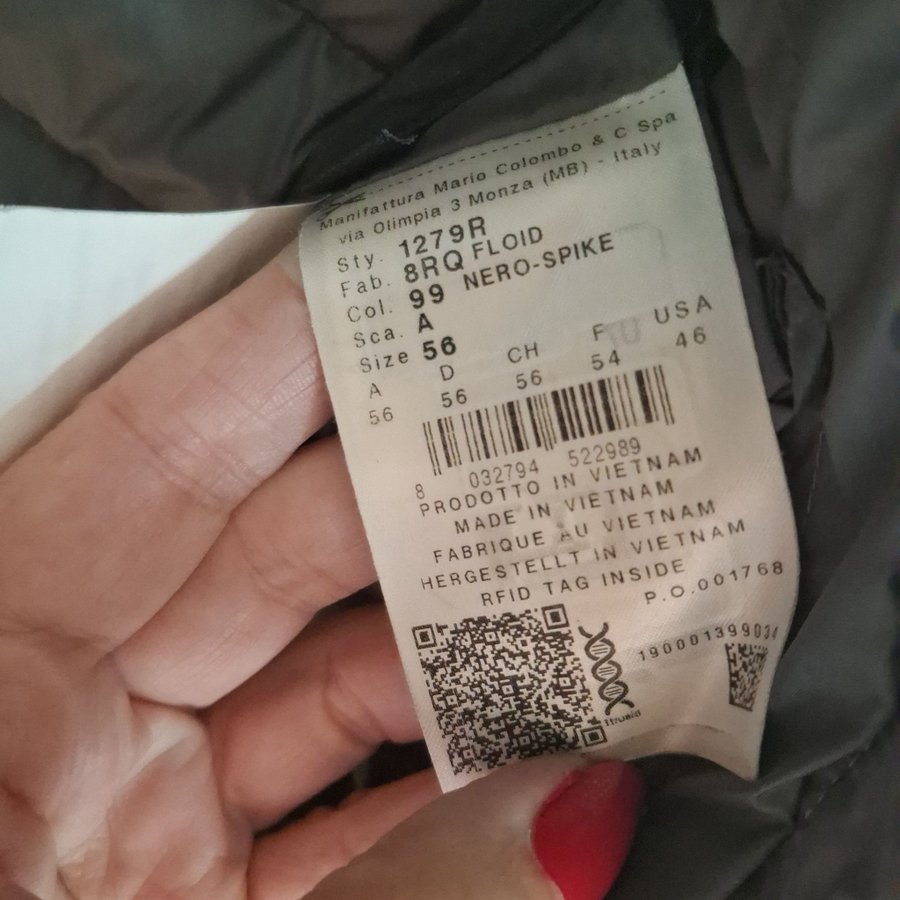 Manifattura Mario Colombo & C Spa
via Olimpia 3 Monza (MB) - Italy
Sty. 1279R
Fab. 8RQ FLOID
Col. 99 NERO-SPIKE
Sca. A
Size 56
A D CH F USA
56 56 56 54 46
8 032794 522989
PRODOTTO IN VIETNAM
MADE IN VIETNAM
FABRIQUE AU VIETNAM
HERGESTELLT IN VIETNAM
RFID TAG INSIDE
P.O.001768
190001399034
1trueid